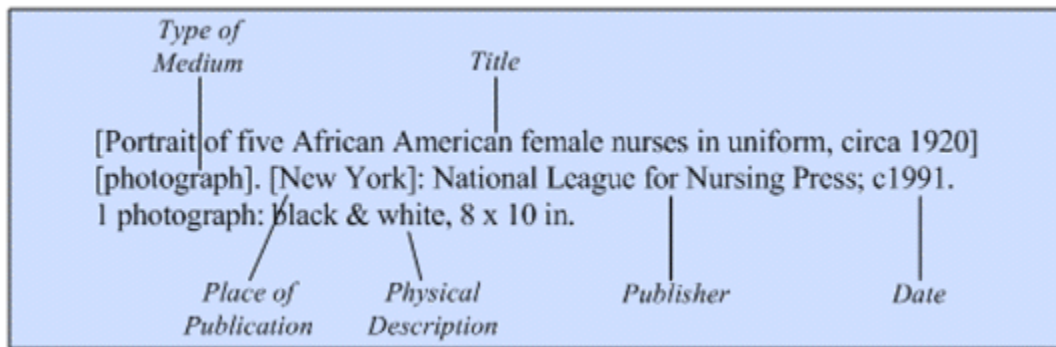 Type of
Medium
Title
[Portrait of five African American female nurses in uniform, circa 1920]
[photograph]. [New York]: National League for Nursing Press; c1991.
1 photograph: black & white, 8 x 10 in.
Place of
Publication
Physical
Description
Publisher
Date